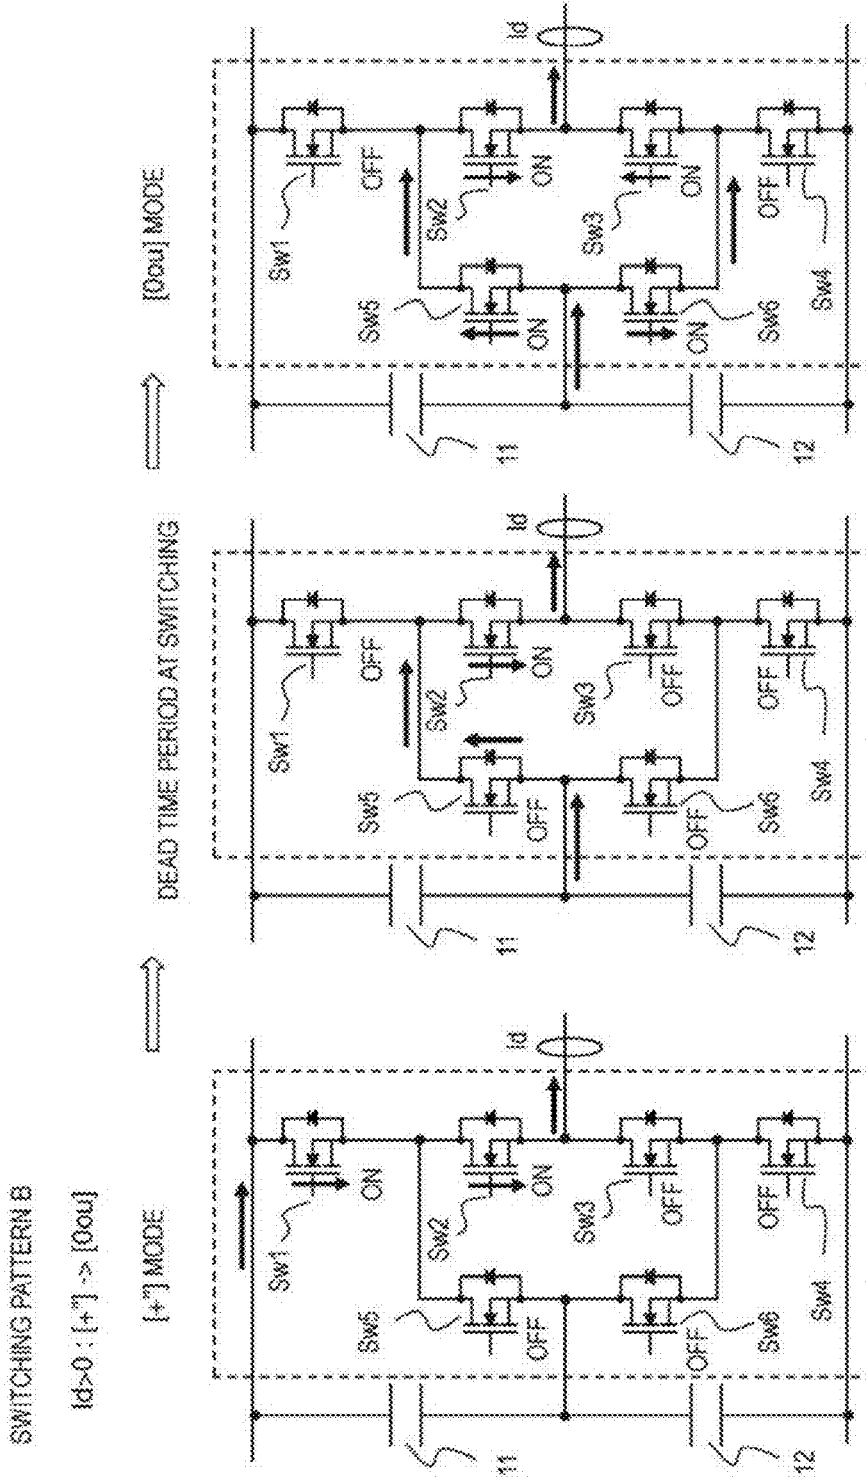 SWITCHING PATTERN B
Id>0 : [+"] -> [0ou]
[+"] MODE
DEAD TIME PERIOD AT SWITCHING
[0ou] MODE
Sw1
ON
Sw5
OFF
Sw2
ON
Id
11
Sw3
OFF
OFF
Sw6
OFF
Sw4
12
Sw1
OFF
Sw5
OFF
Sw2
ON
Id
11
Sw3
OFF
OFF
Sw6
OFF
Sw4
12
Sw1
OFF
Sw5
ON
Sw2
ON
Id
11
Sw3
ON
ON
Sw6
OFF
Sw4
12